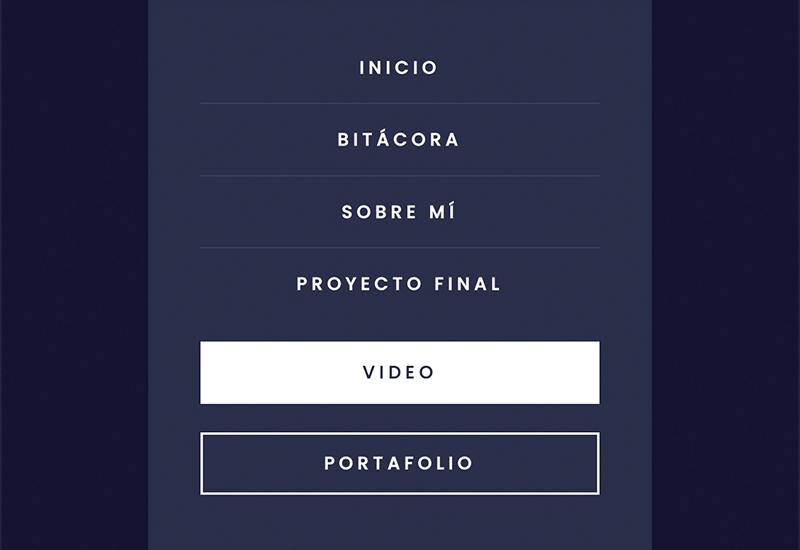 INICIO
BITÁCORA
SOBRE MÍ
PROYECTO FINAL
VIDEO
PORTAFOLIO